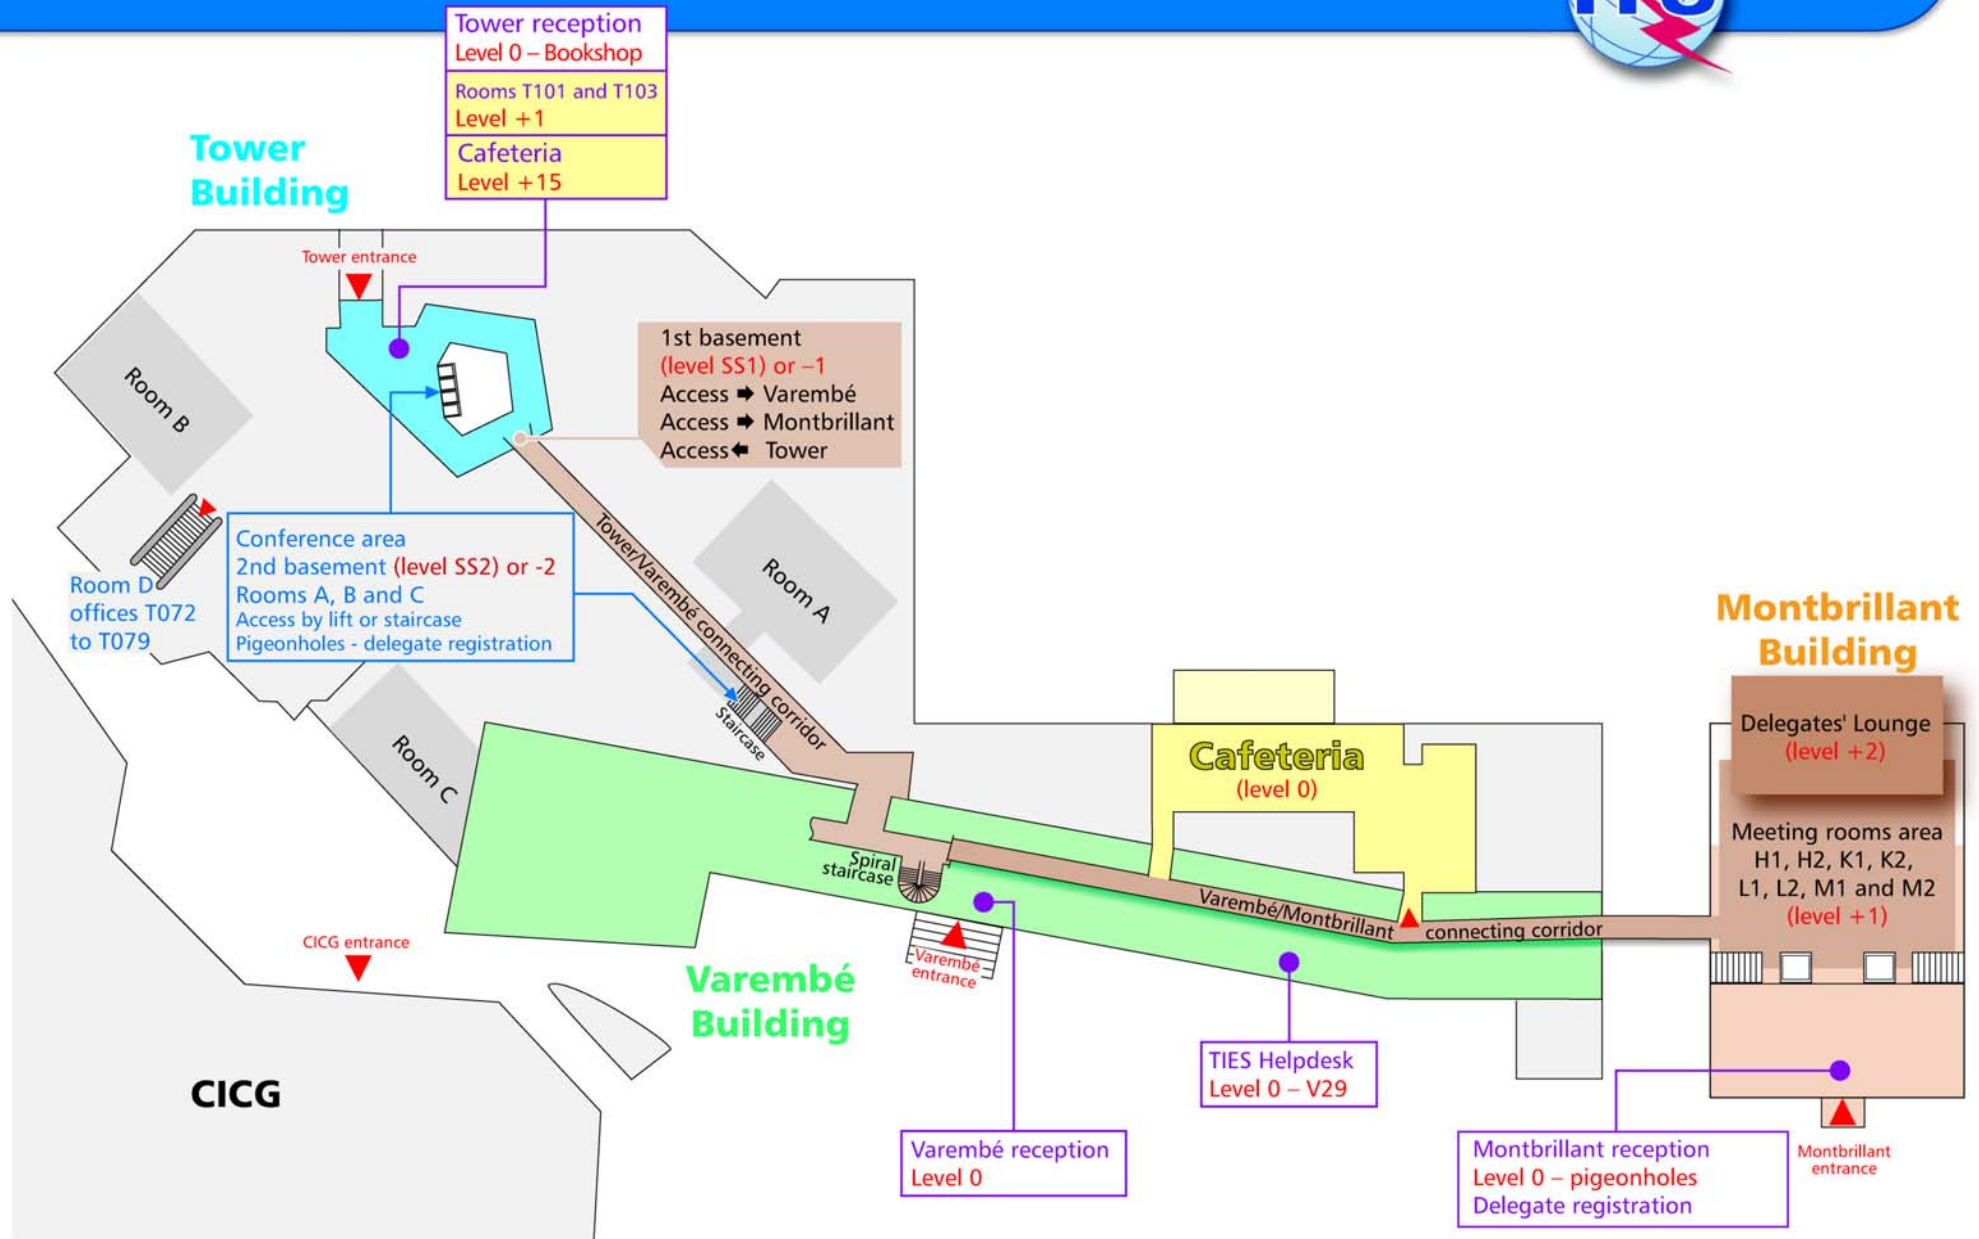 ITU
Tower reception
Level 0 – Bookshop
Rooms T101 and T103
Level +1
Cafeteria
Level +15
Tower
Building
Tower entrance
1st basement
(level SS1) or –1
Access ➡ Varembé
Access ➡ Montbrillant
Access⬅ Tower
Room B
Conference area
2nd basement (level SS2) or -2
Rooms A, B and C
Access by lift or staircase
Pigeonholes - delegate registration
Room D
offices T072
to T079
Tower/Varembé connecting corridor
Room A
Staircase
Room C
Montbrillant
Building
Delegates' Lounge
(level +2)
Meeting rooms area
H1, H2, K1, K2,
L1, L2, M1 and M2
(level +1)
Cafeteria
(level 0)
Spiral
staircase
Varembé/Montbrillant connecting corridor
CICG entrance
Varembé
entrance
Varembé
Building
TIES Helpdesk
Level 0 – V29
CICG
Varembé reception
Level 0
Montbrillant reception
Level 0 – pigeonholes
Delegate registration
Montbrillant
entrance